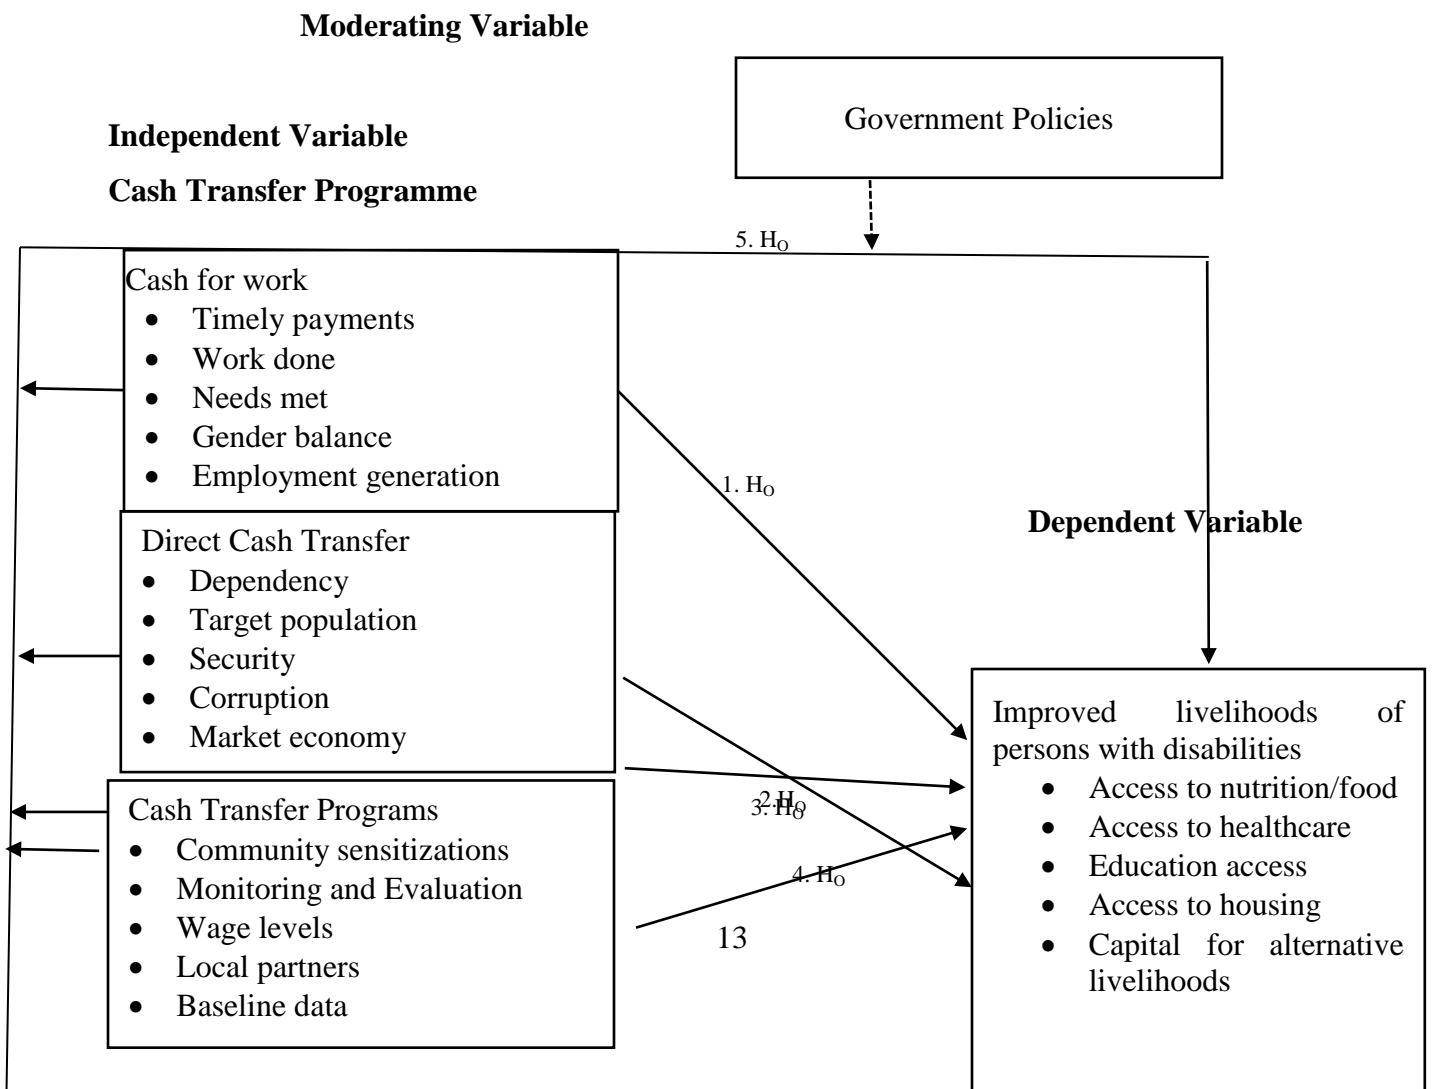 Moderating Variable
Government Policies
Independent Variable
Cash Transfer Programme
5. HO
Cash for work
• Timely payments
• Work done
• Needs met
• Gender balance
• Employment generation
1. HO
Direct Cash Transfer
• Dependency
• Target population
• Security
• Corruption
• Market economy
Dependent Variable
Improved livelihoods of
persons with disabilities
• Access to nutrition/food
• Access to healthcare
• Education access
• Access to housing
• Capital for alternative
livelihoods
2.HO
3. HO
4. HO
Cash Transfer Programs
• Community sensitizations
• Monitoring and Evaluation
• Wage levels
• Local partners
• Baseline data
13